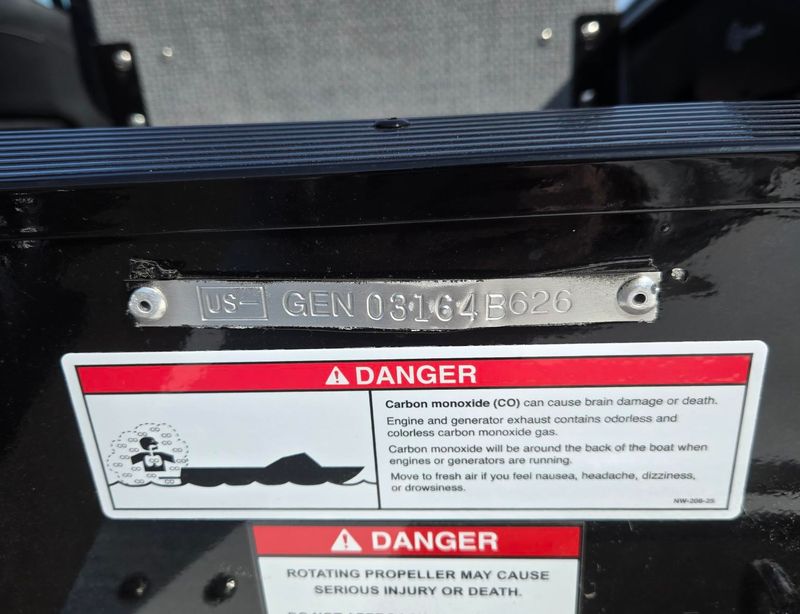 US- GEN 03164B626
DANGER
Carbon monoxide (CO) can cause brain damage or death.
Engine and generator exhaust contains odorless and
colorless carbon monoxide gas.
Carbon monoxide will be around the back of the boat when
engines or generators are running.
Move to fresh air if you feel nausea, headache, dizziness,
or drowsiness.
NW-206-25
DANGER
ROTATING PROPELLER MAY CAUSE
SERIOUS INJURY OR DEATH.